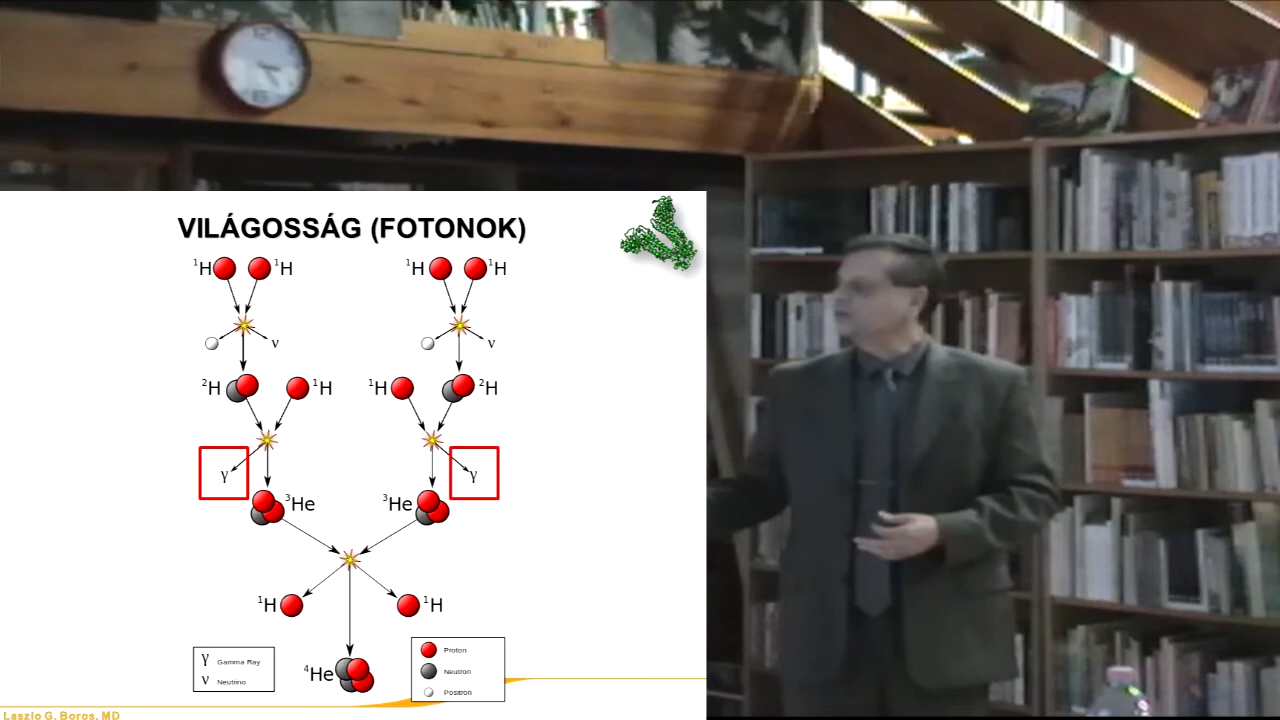 VILÁGOSSÁG (FOTONOK)
¹H ¹H ¹H ¹H
ν ν
²H ¹H ¹H ²H
γ γ
³He ³He
¹H ¹H
⁴He
γ Gamma Ray
ν Neutrino
Proton
Neutron
Positron
Laszlo G. Boros, MD
12